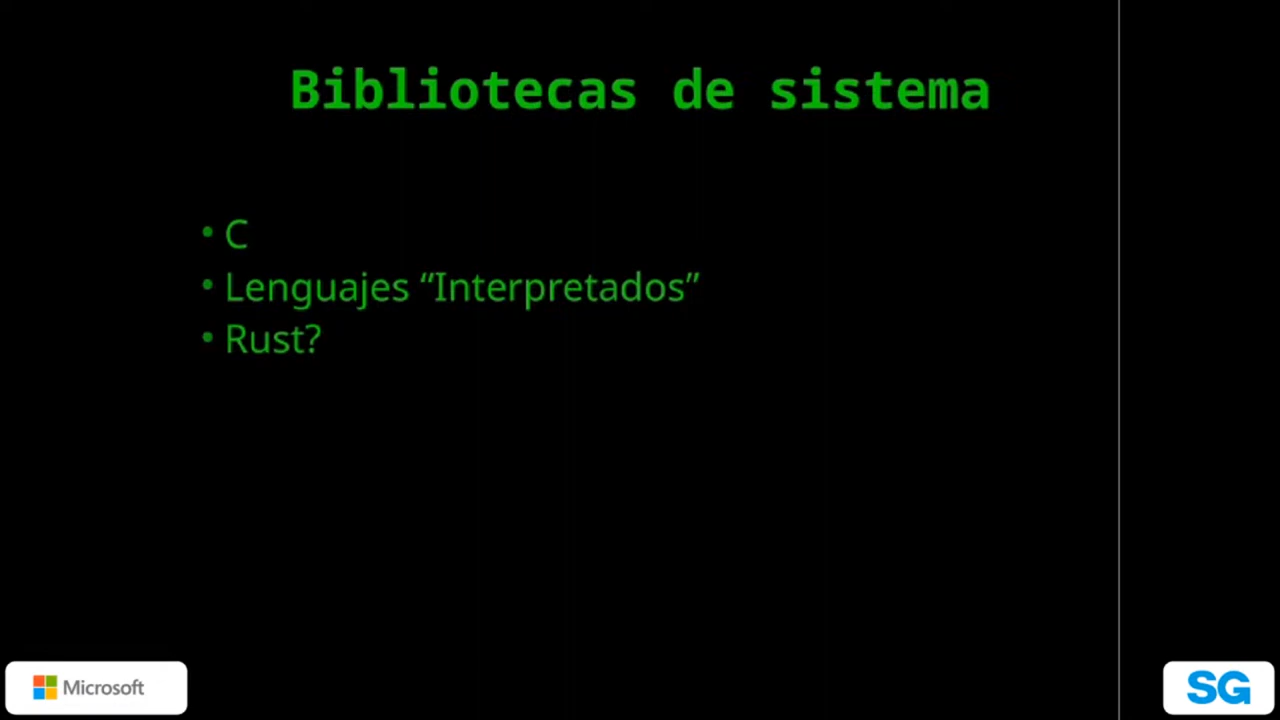 Bibliotecas de sistema
• C
• Lenguajes “Interpretados”
• Rust?
Microsoft
SG